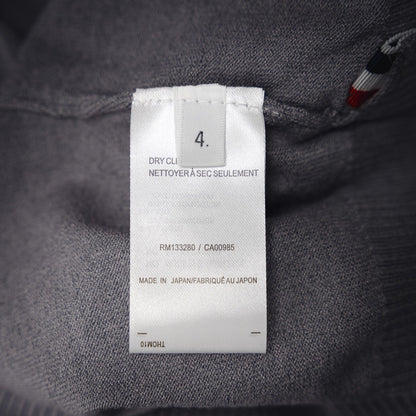 4.
DRY CL
NETTOYER À SEC SEULEMENT
RM133280 / CA00985
MADE IN JAPAN/FABRIQUÉ AU JAPON
THOM10